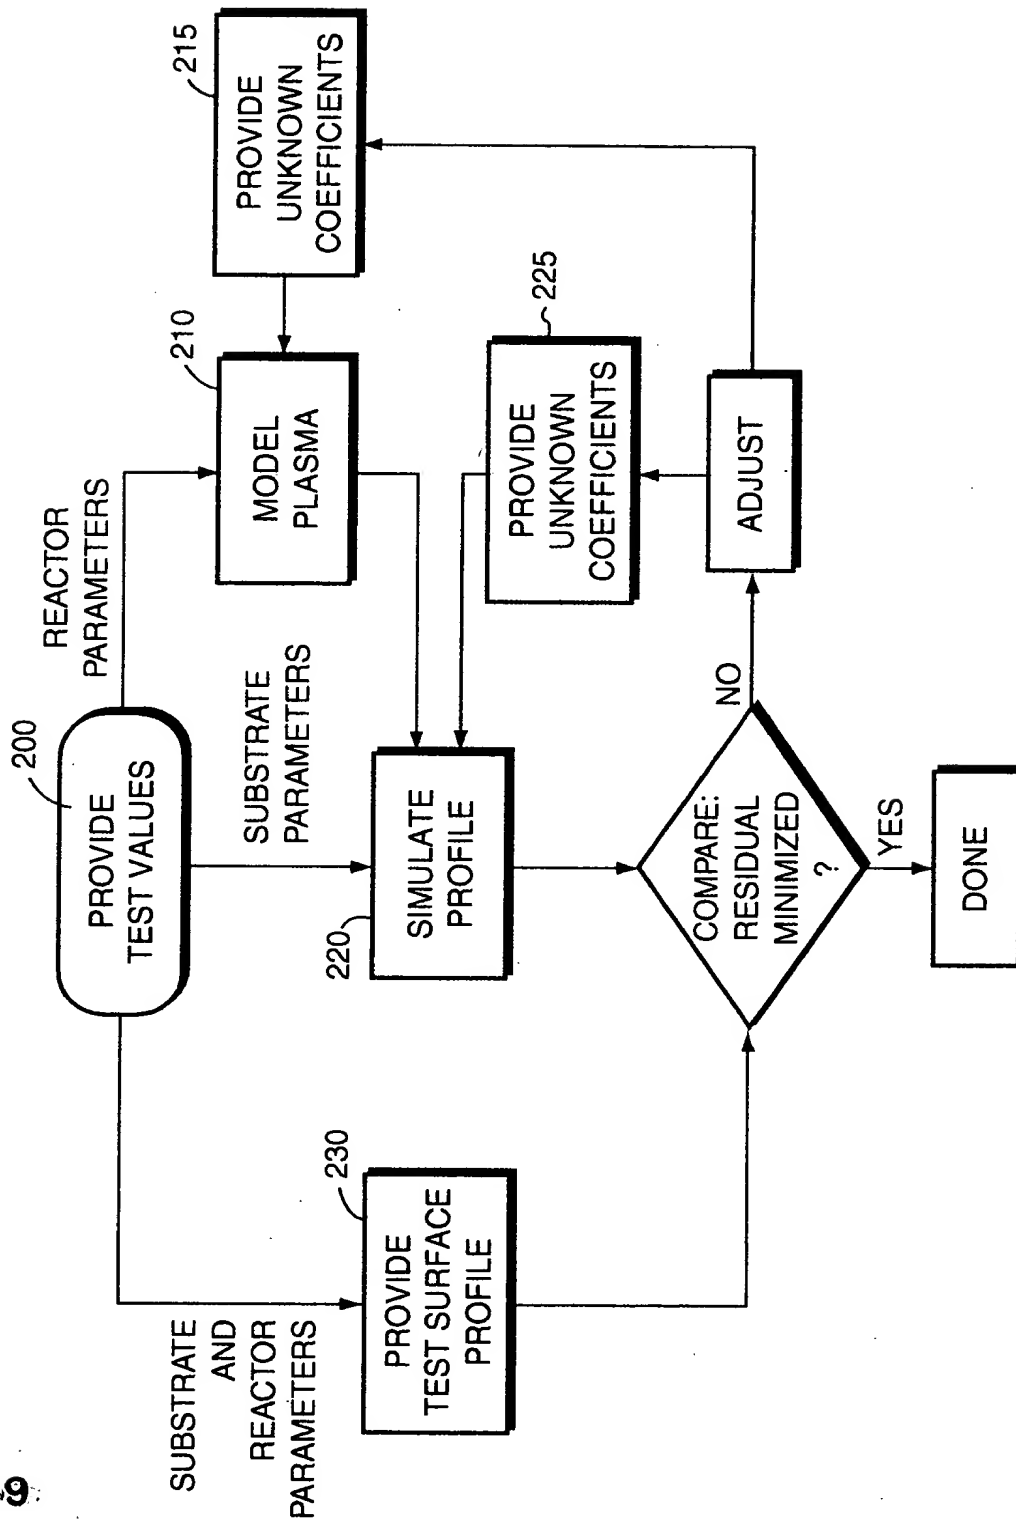 200
PROVIDE
TEST VALUES
SUBSTRATE
AND
REACTOR
PARAMETERS
SUBSTRATE
PARAMETERS
REACTOR
PARAMETERS
230
PROVIDE
TEST SURFACE
PROFILE
220
SIMULATE
PROFILE
210
MODEL
PLASMA
215
PROVIDE
UNKNOWN
COEFFICIENTS
225
PROVIDE
UNKNOWN
COEFFICIENTS
COMPARE:
RESIDUAL
MINIMIZED
?
NO
ADJUST
YES
DONE
9